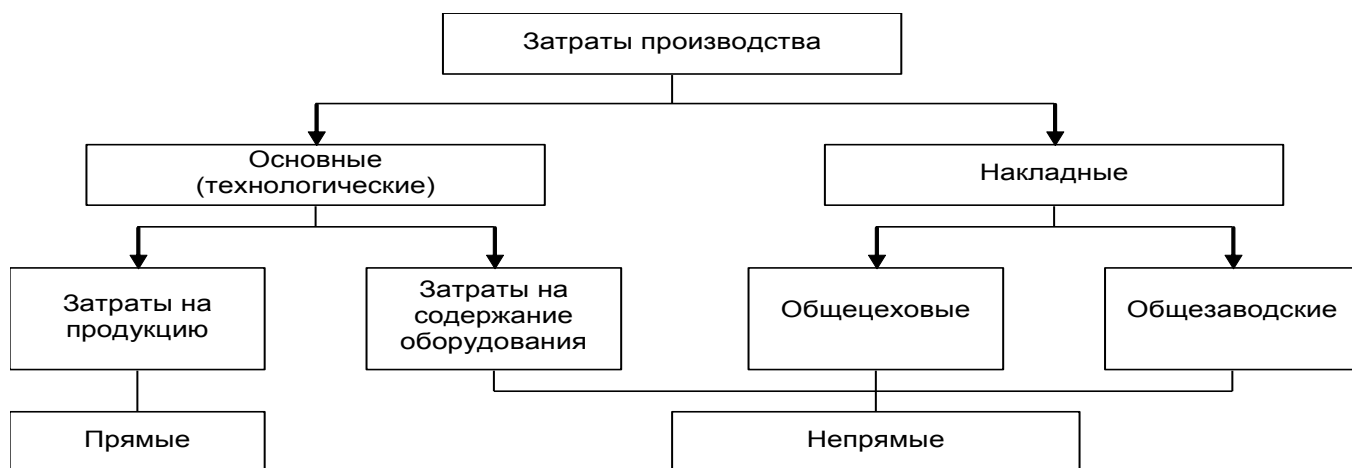 Затраты производства
Основные
(технологические)
Накладные
Затраты на
продукцию
Затраты на
содержание
оборудования
Общецеховые
Общезаводские
Прямые
Непрямые